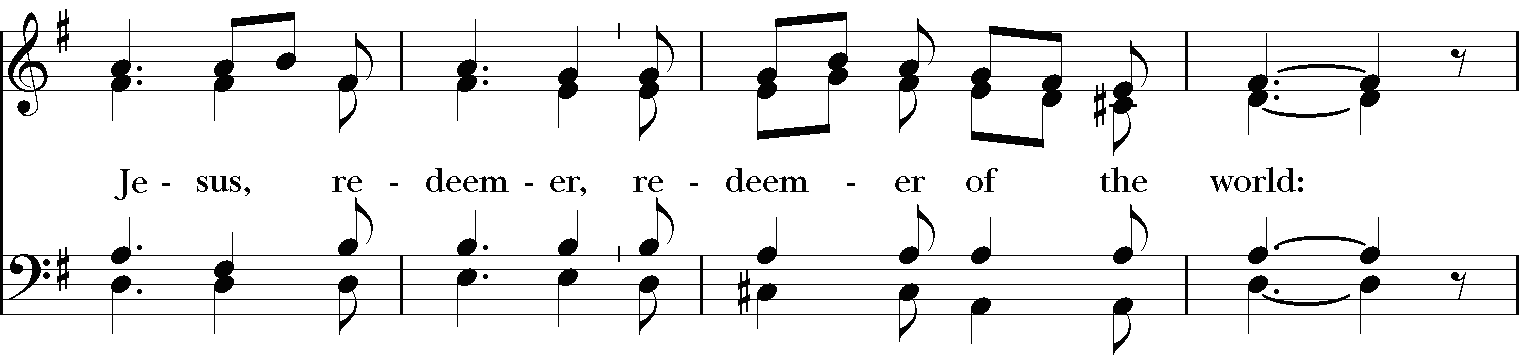 Je - sus, re - deem - er, re - deem - er of the world: